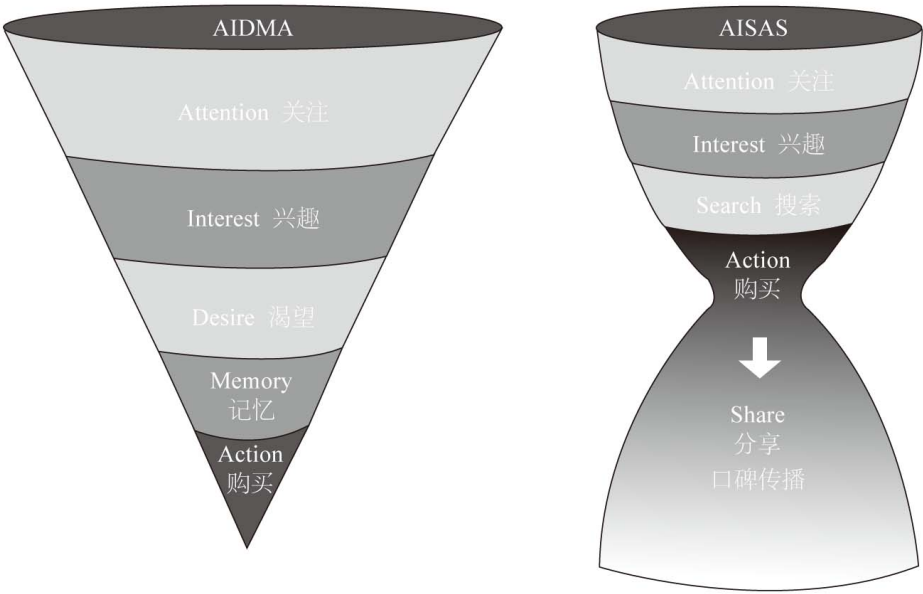 AIDMA
Attention 关注
Interest 兴趣
Desire 渴望
Memory
记忆
Action
购买
AISAS
Attention 关注
Interest 兴趣
Search 搜索
Action
购买
Share
分享
口碑传播